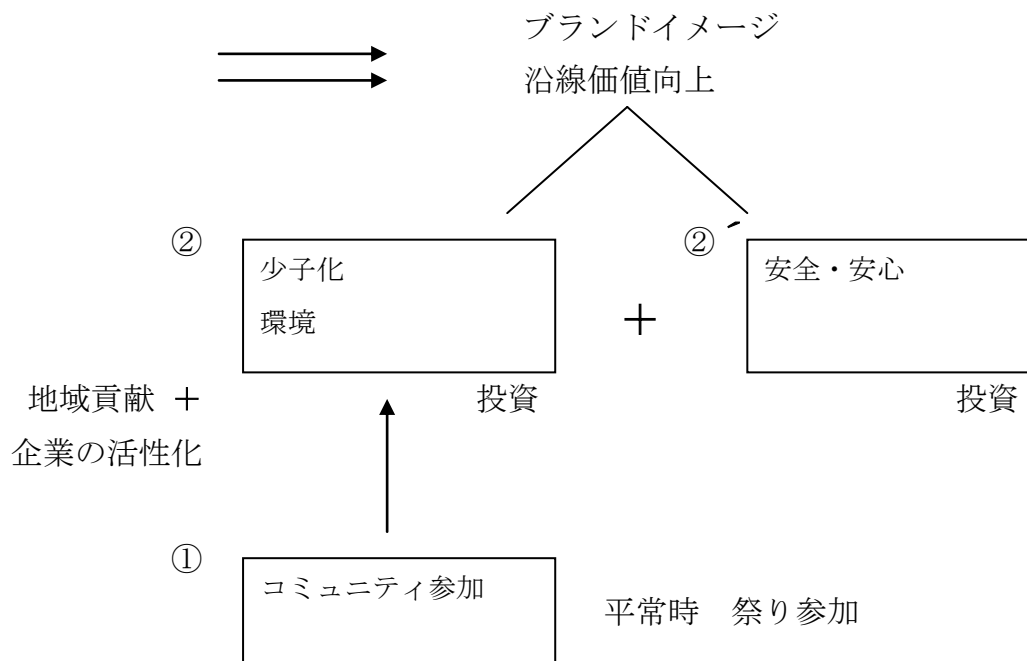 ブランドイメージ
沿線価値向上
②
少子化
環境
＋
②´
安全・安心
地域貢献 ＋
企業の活性化
投資
投資
①
コミュニティ参加
平常時　祭り参加